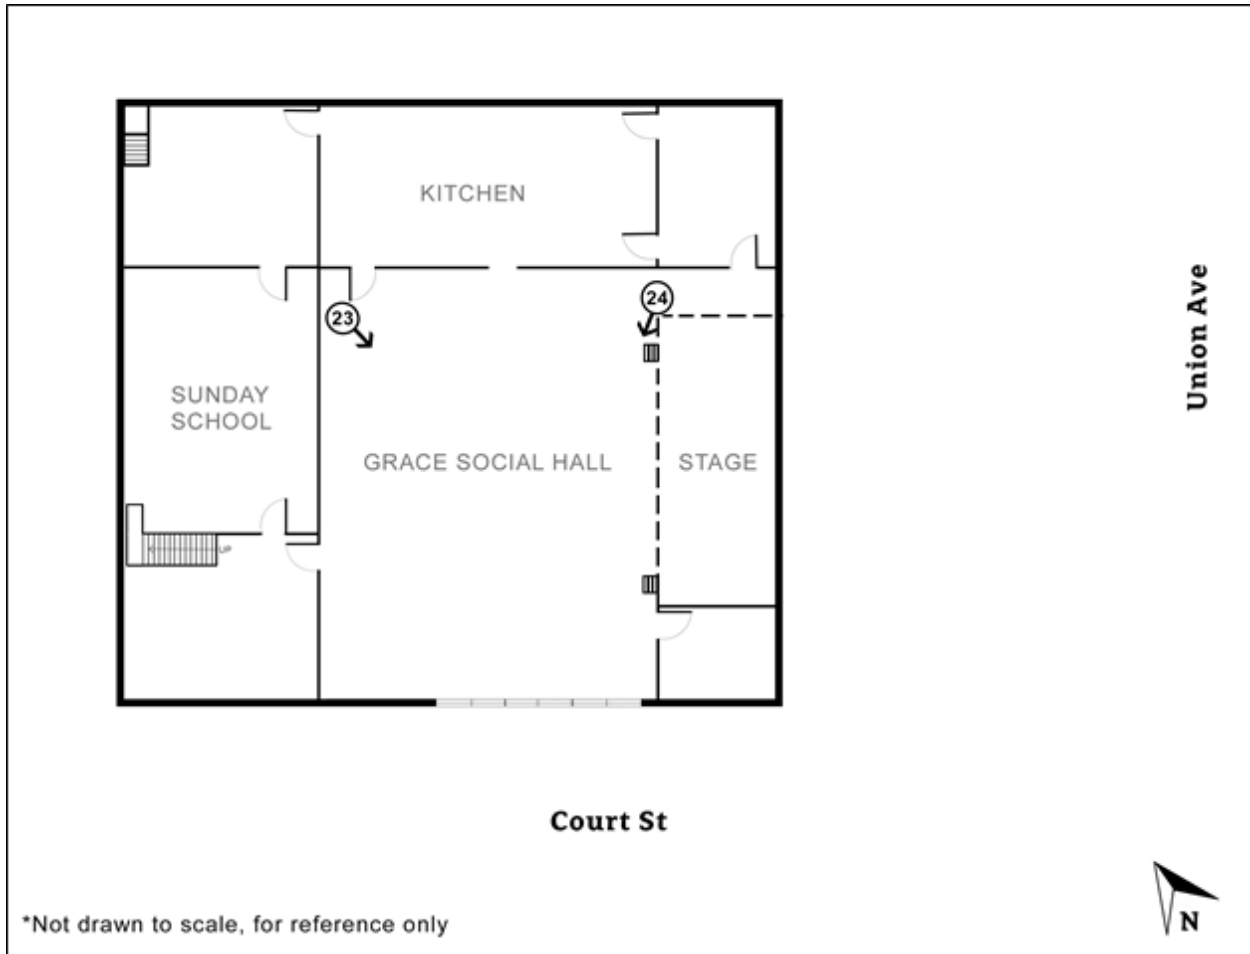 KITCHEN
24
23
Union Ave
SUNDAY
SCHOOL
GRACE SOCIAL HALL
STAGE
UP
Court St
N
*Not drawn to scale, for reference only